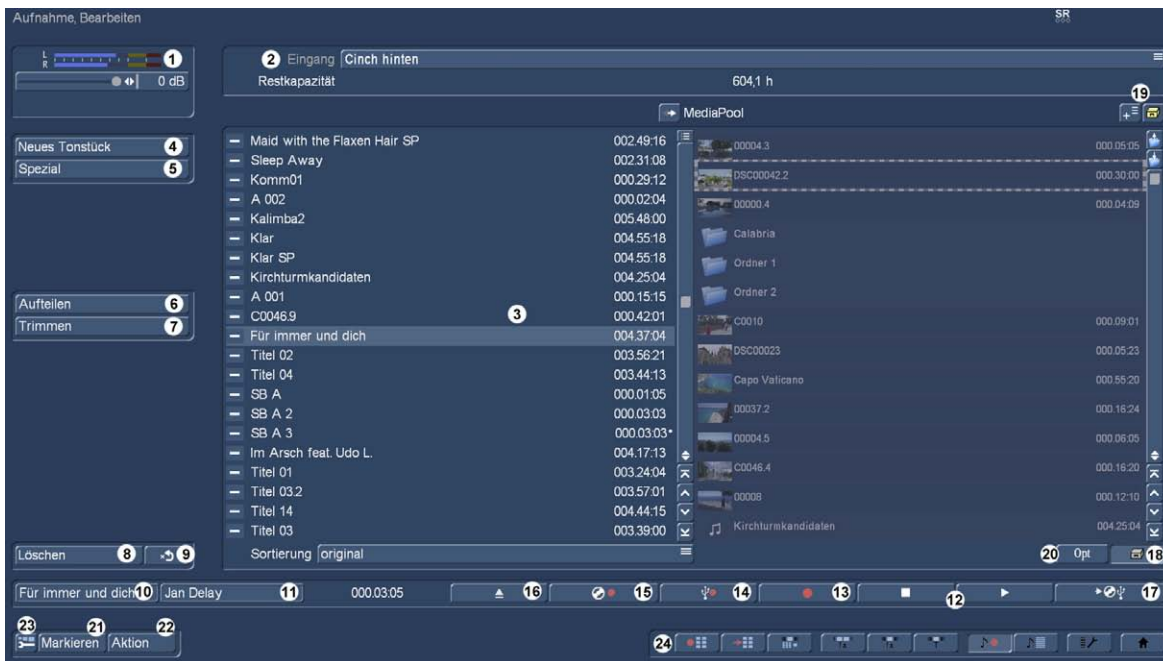 Aufnahme, Bearbeiten
SR
L
R
1
0 dB
2 Eingang Cinch hinten
Restkapazität 604,1 h
19
MediaPool
Neues Tonstück 4
Spezial 5
Aufteilen 6
Trimmen 7
Löschen 8 9
Maid with the Flaxen Hair SP 002.49:16
Sleep Away 002.31:08
Komm01 000.29:12
A 002 000.02:04
Kalimba2 005.48:00
Klar 004.55:18
Klar SP 004.55:18
Kirchturmkandidaten 004.25:04
A 001 000.15:15
C0046.9 000.42:01
3
Für immer und dich 004.37:04
Titel 02 003.56:21
Titel 04 003.44:13
SB A 000.01:05
SB A 2 000.03:03
SB A 3 000.03:03*
Im Arsch feat. Udo L. 004.17:13
Titel 01 003.24:04
Titel 03.2 003.57:01
Titel 14 004.44:15
Titel 03 003.39:00
Sortierung original
00004.3 000.05:05
DSC00042.2 000.30:00
00000.4 000.04:09
Calabria
Ordner 1
Ordner 2
C0010 000.09:01
DSC00023 000.05:23
Capo Vaticano 000.55:20
00037.2 000.16:24
00004.5 000.06:05
C0046.4 000.16:20
00008 000.12:10
Kirchturmkandidaten 004.25:04
20 Opt 18
Für immer und dich 10 Jan Delay 11 000.03:05 16 15 14 13 12 17
23 21 22
Markieren Aktion
24